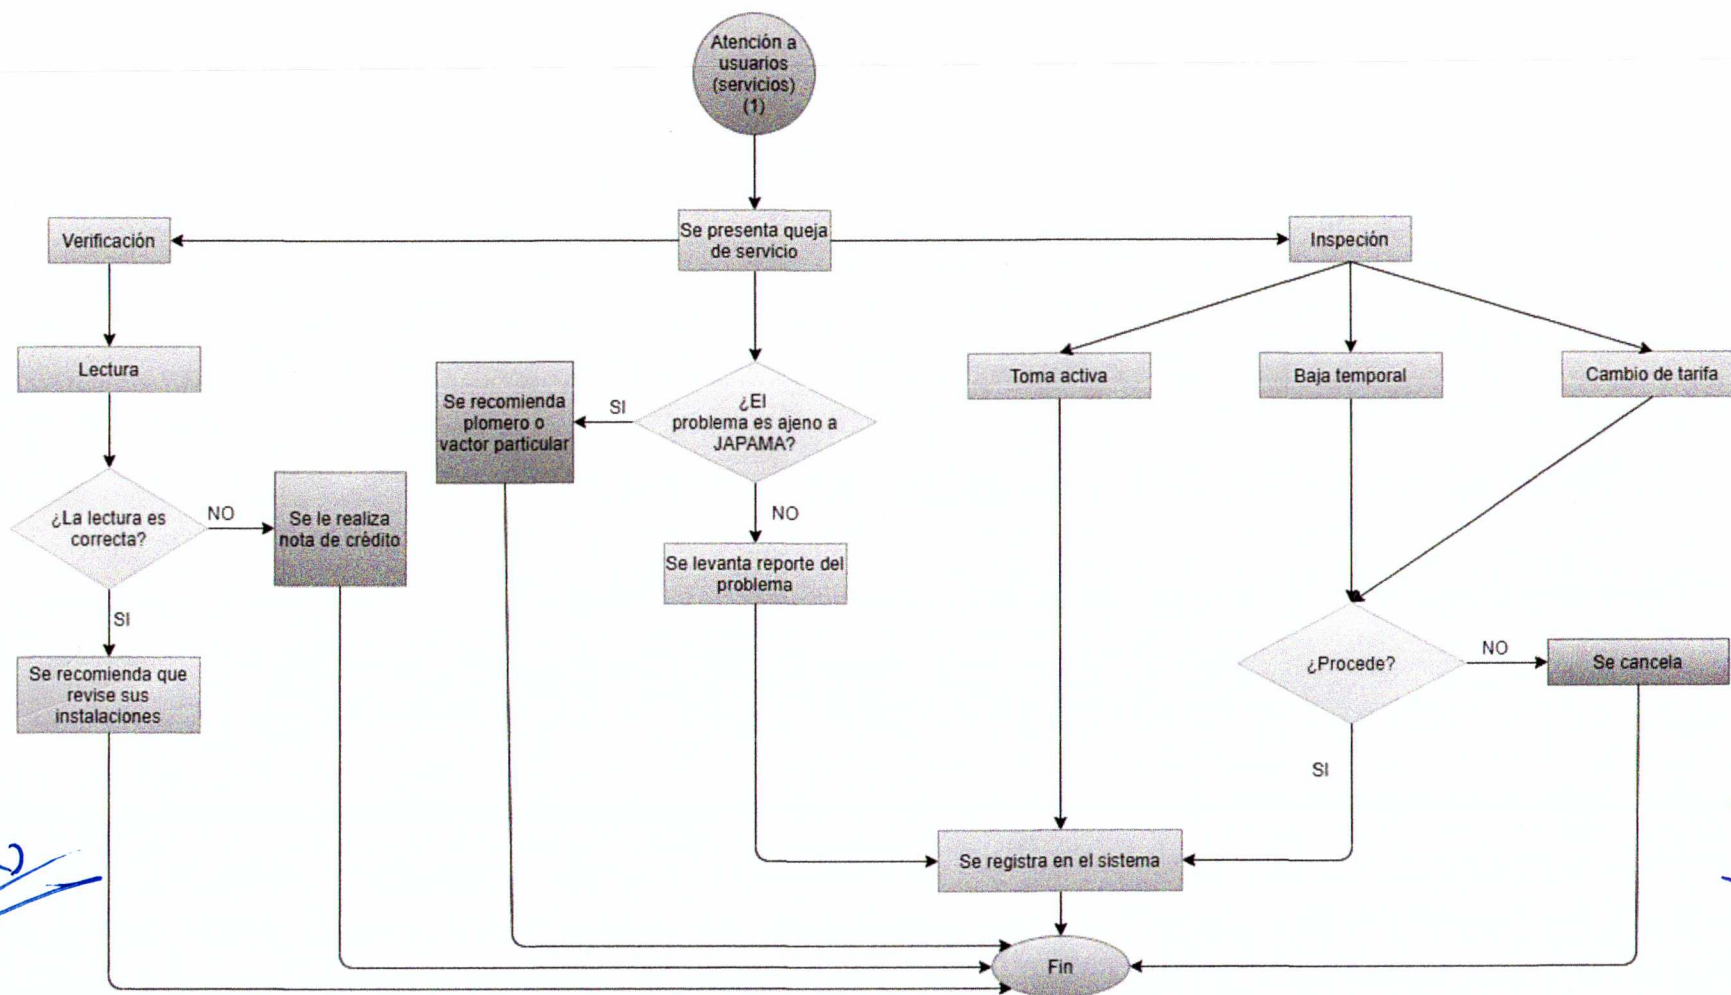 Atención a
usuarios
(servicios)
(1)
Verificación
Se presenta queja
de servicio
Inspeción
Lectura
Se recomienda
plomero o
vactor particular
SI
¿El
problema es ajeno a
JAPAMA?
Toma activa
Baja temporal
Cambio de tarifa
¿La lectura es
correcta?
NO
Se le realiza
nota de crédito
NO
Se levanta reporte del
problema
SI
Se recomienda que
revise sus
instalaciones
¿Procede?
NO
Se cancela
SI
Se registra en el sistema
Fin